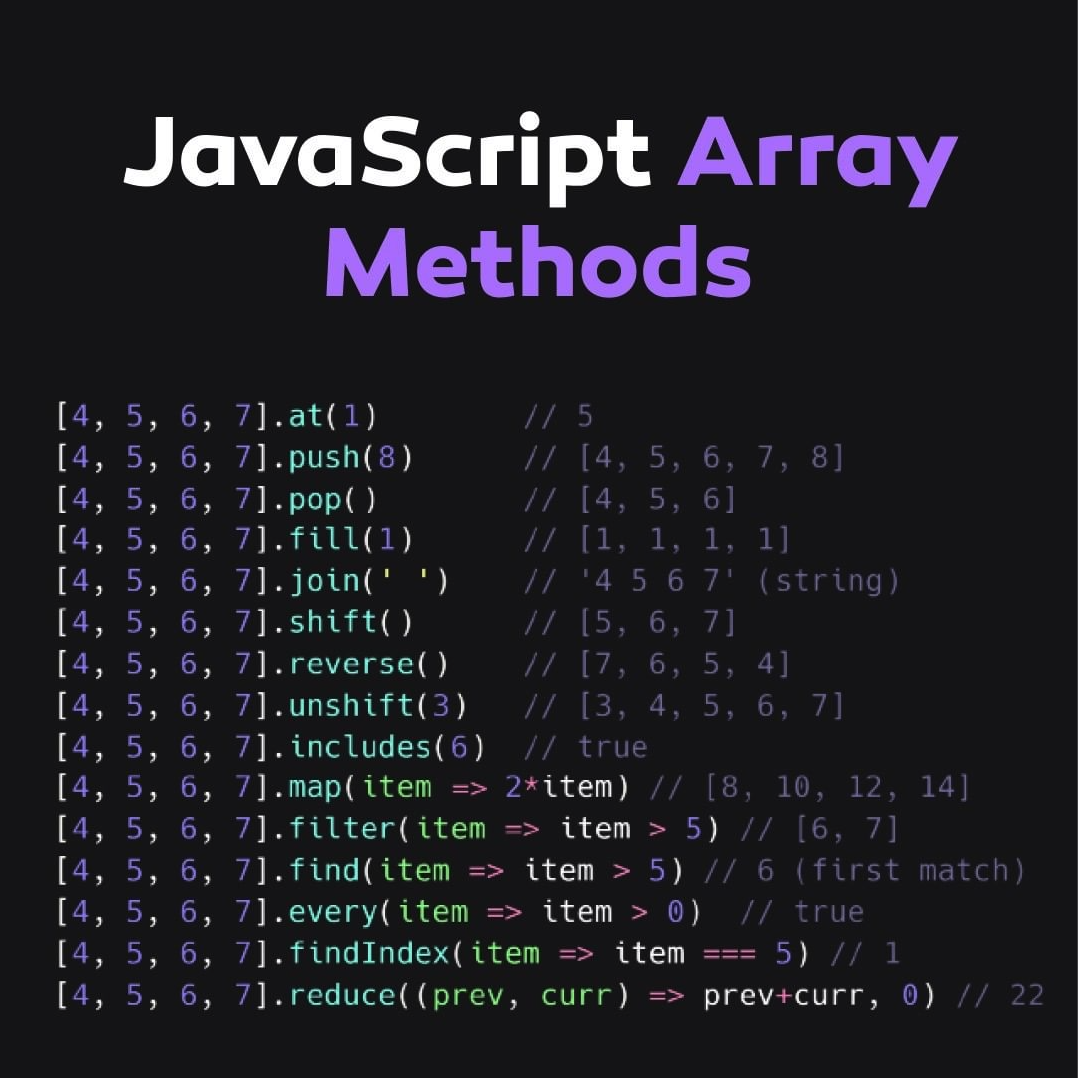 JavaScript Array
Methods
[4, 5, 6, 7].at(1) // 5
[4, 5, 6, 7].push(8) // [4, 5, 6, 7, 8]
[4, 5, 6, 7].pop() // [4, 5, 6]
[4, 5, 6, 7].fill(1) // [1, 1, 1, 1]
[4, 5, 6, 7].join(' ') // '4 5 6 7' (string)
[4, 5, 6, 7].shift() // [5, 6, 7]
[4, 5, 6, 7].reverse() // [7, 6, 5, 4]
[4, 5, 6, 7].unshift(3) // [3, 4, 5, 6, 7]
[4, 5, 6, 7].includes(6) // true
[4, 5, 6, 7].map(item => 2*item) // [8, 10, 12, 14]
[4, 5, 6, 7].filter(item => item > 5) // [6, 7]
[4, 5, 6, 7].find(item => item > 5) // 6 (first match)
[4, 5, 6, 7].every(item => item > 0) // true
[4, 5, 6, 7].findIndex(item => item === 5) // 1
[4, 5, 6, 7].reduce((prev, curr) => prev+curr, 0) // 22